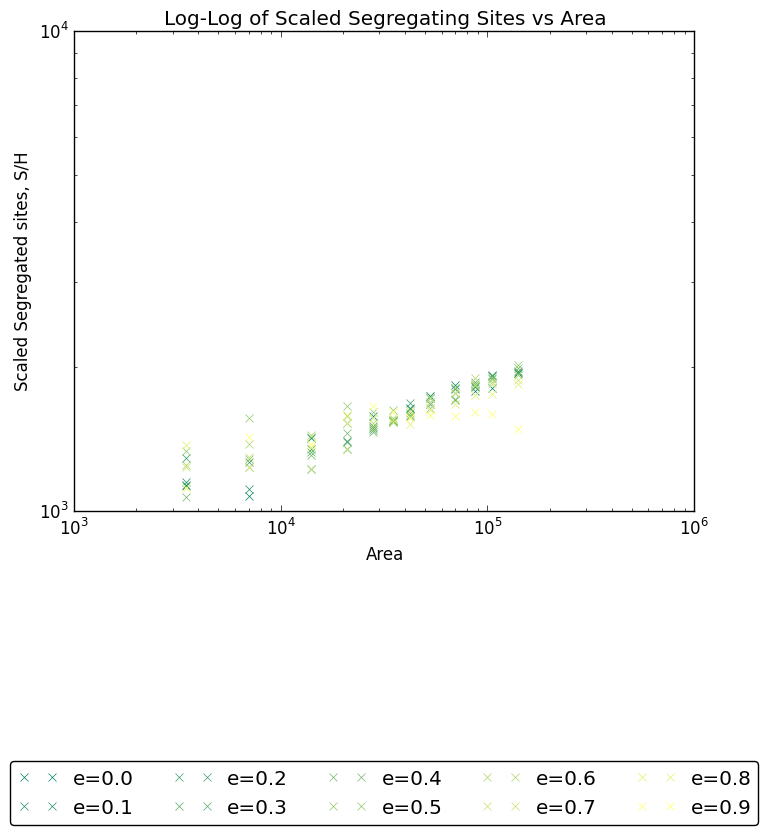 Log-Log of Scaled Segregating Sites vs Area
10^4
Scaled Segregated sites, S/H
10^3
10^3 10^4 10^5 10^6
Area
e=0.0 e=0.2 e=0.4 e=0.6 e=0.8
e=0.1 e=0.3 e=0.5 e=0.7 e=0.9